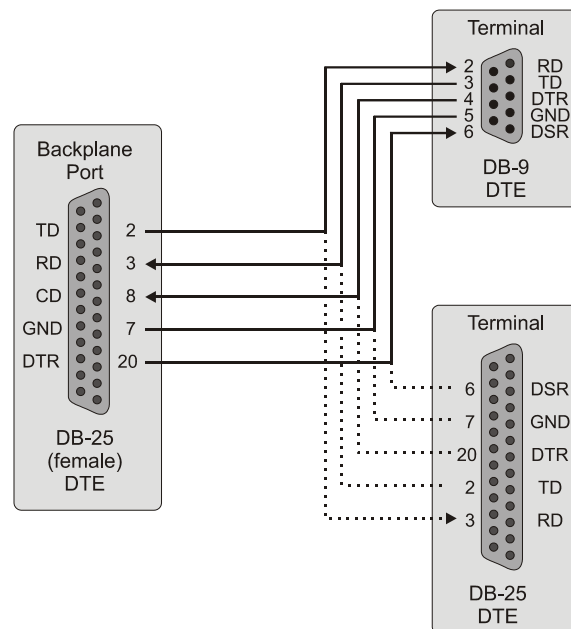 Backplane
Port
TD 2
RD 3
CD 8
GND 7
DTR 20
DB-25
(female)
DTE
Terminal
2 RD
3 TD
4 DTR
5 GND
6 DSR
DB-9
DTE
Terminal
6 DSR
7 GND
20 DTR
2 TD
3 RD
DB-25
DTE